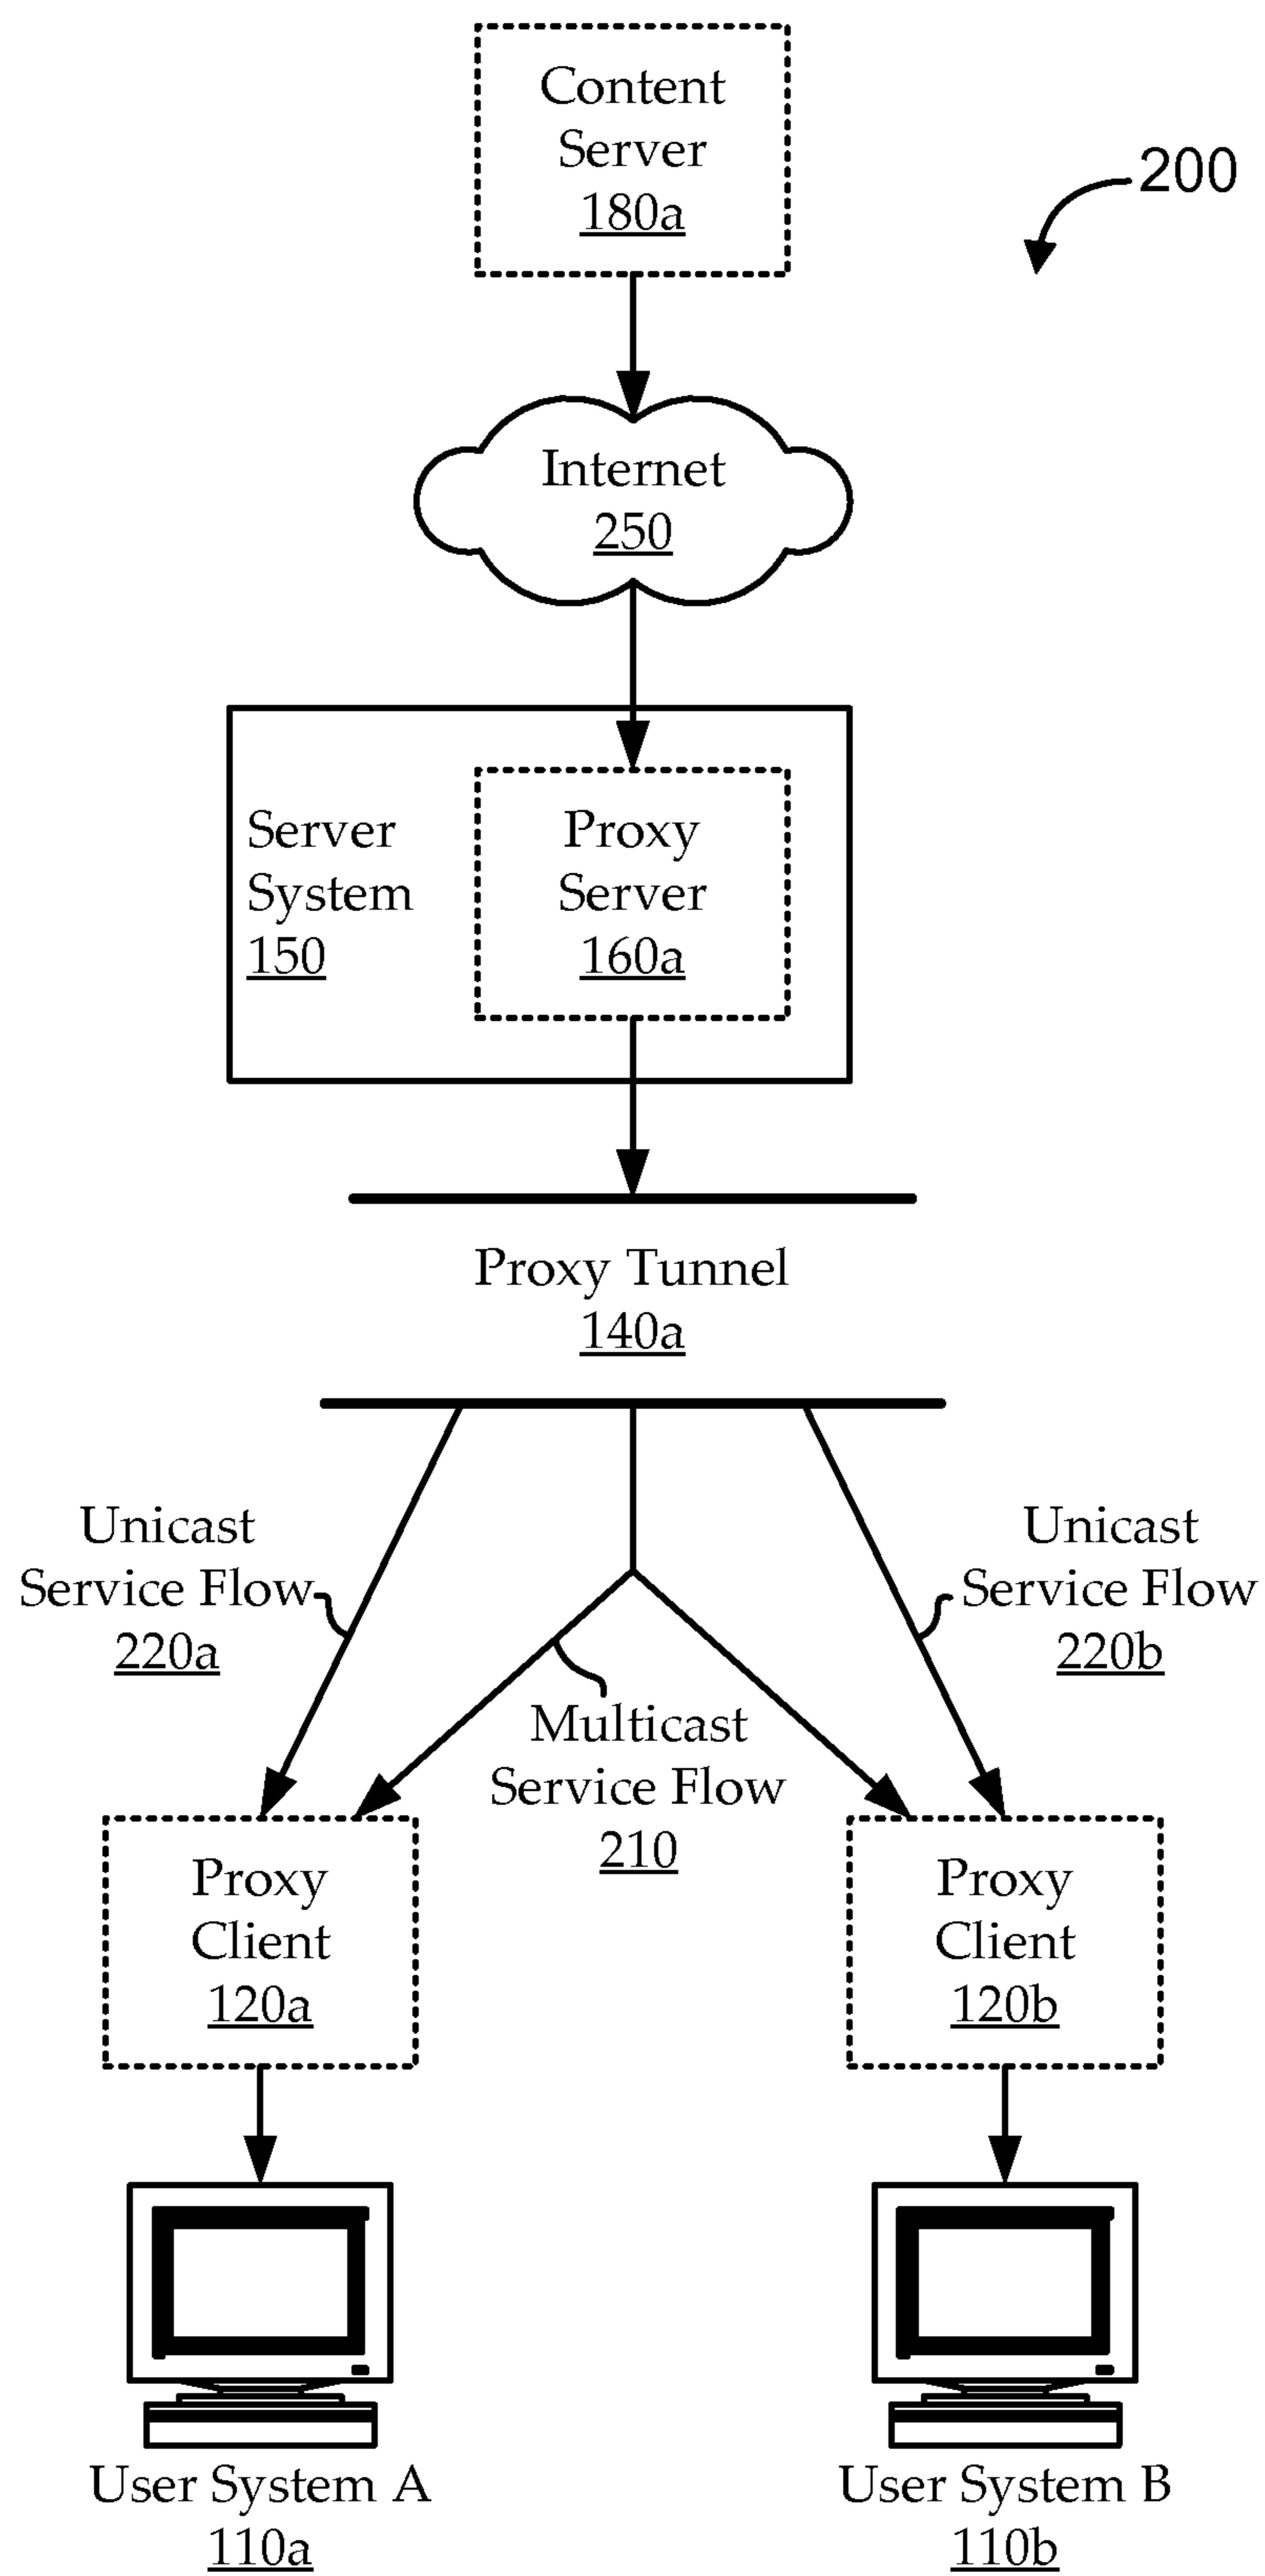 Content
Server
180a
200
Internet
250
Server
System
150
Proxy
Server
160a
Proxy Tunnel
140a
Unicast
Service Flow
220a
Unicast
Service Flow
220b
Multicast
Service Flow
210
Proxy
Client
120a
Proxy
Client
120b
User System A
110a
User System B
110b